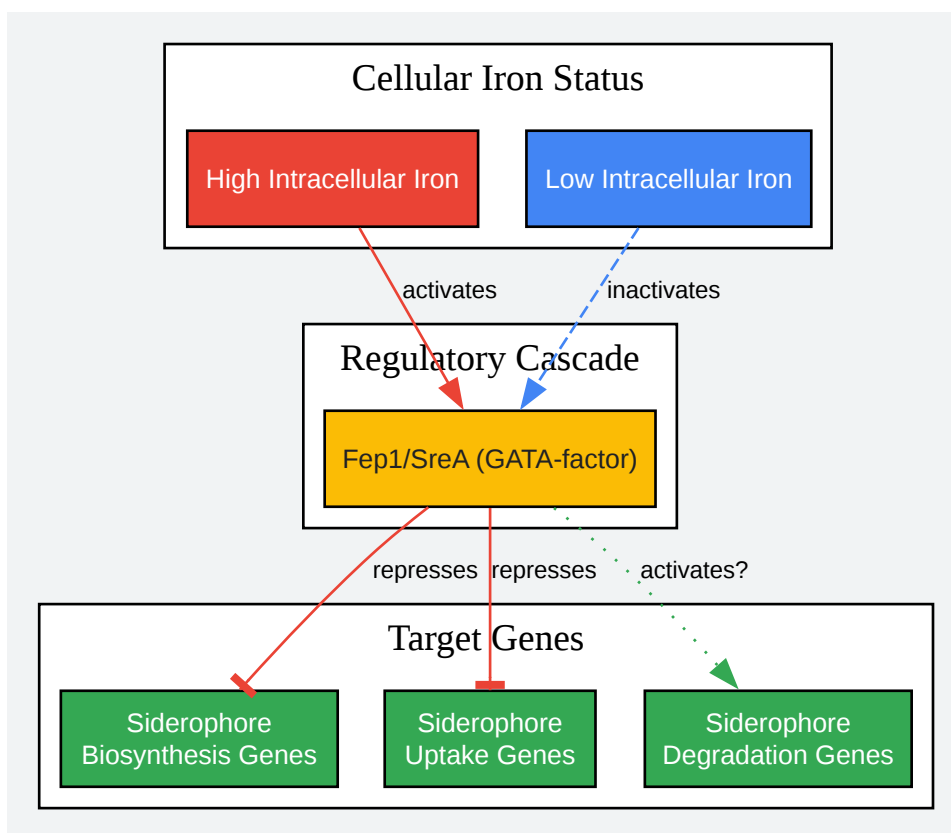 Cellular Iron Status
High Intracellular Iron
Low Intracellular Iron
activates
inactivates
Regulatory Cascade
Fep1/SreA (GATA-factor)
represses
represses
activates?
Target Genes
Siderophore
Biosynthesis Genes
Siderophore
Uptake Genes
Siderophore
Degradation Genes